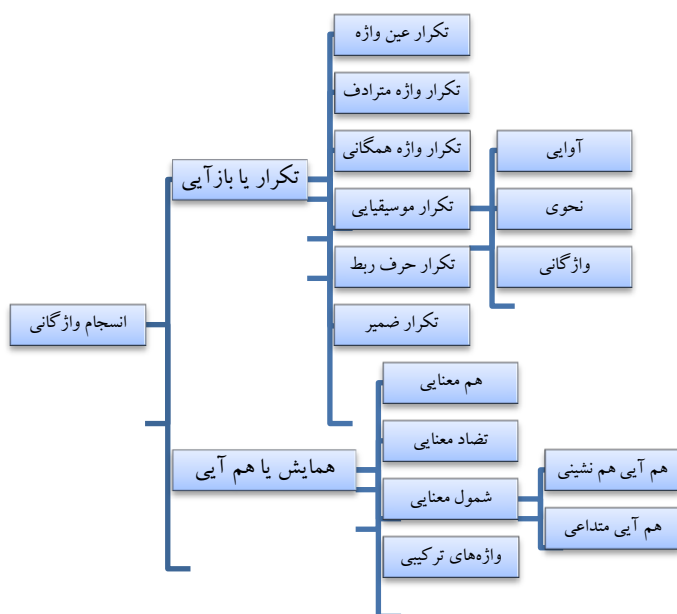 انسجام واژگانی
تکرار یا بازآیی
تکرار عین واژه
تکرار واژه مترادف
تکرار واژه همگانی
تکرار موسیقیایی
آوایی
نحوی
واژگانی
تکرار حرف ربط
تکرار ضمیر
همایش یا هم آیی
هم معنایی
تضاد معنایی
شمول معنایی
هم آیی هم نشینی
هم آیی متداعی
واژه‌های ترکیبی